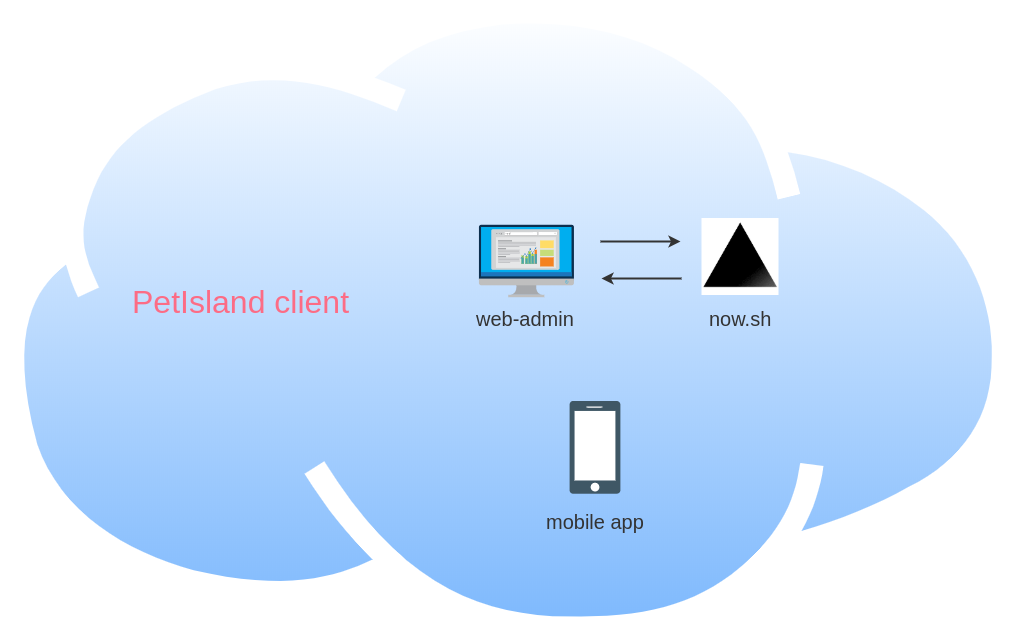 PetIsland client
web-admin
now.sh
mobile app